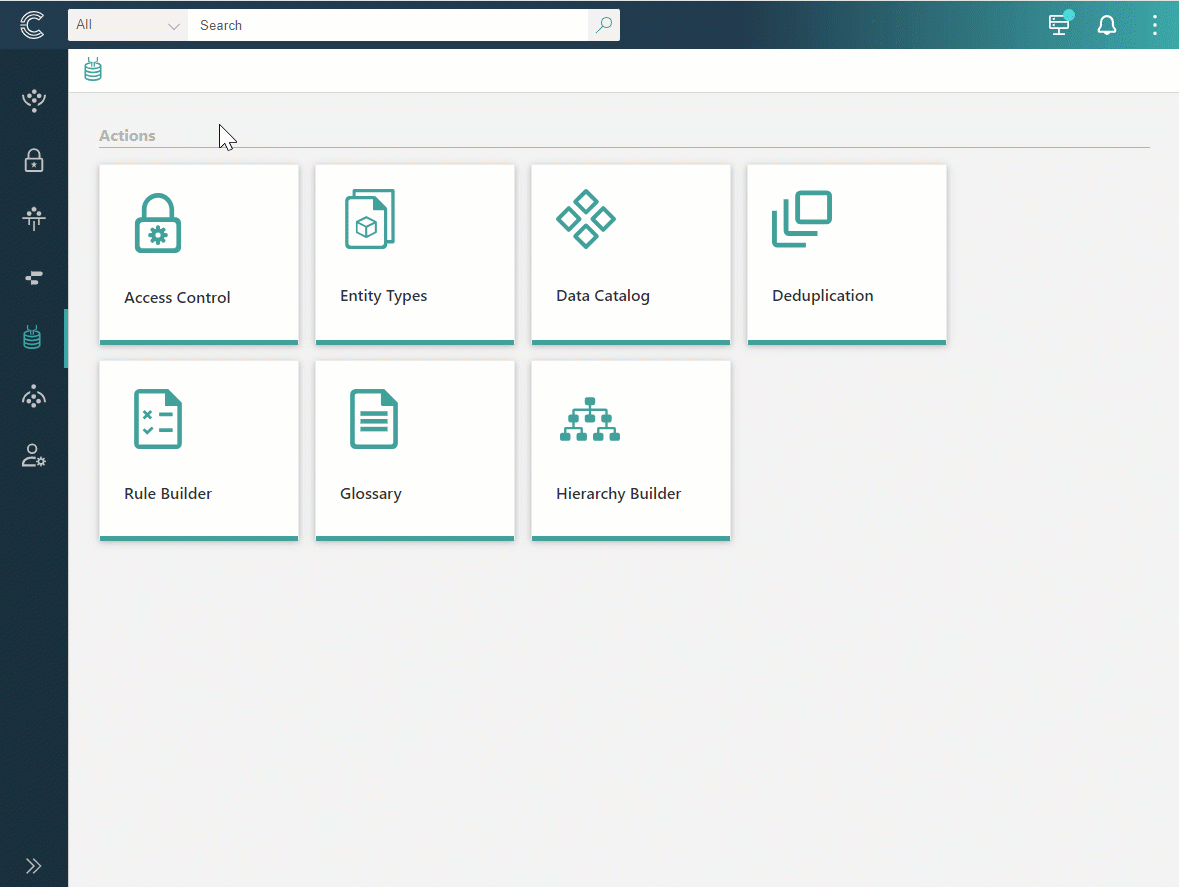 All
Search
Actions
Access Control
Entity Types
Data Catalog
Deduplication
Rule Builder
Glossary
Hierarchy Builder